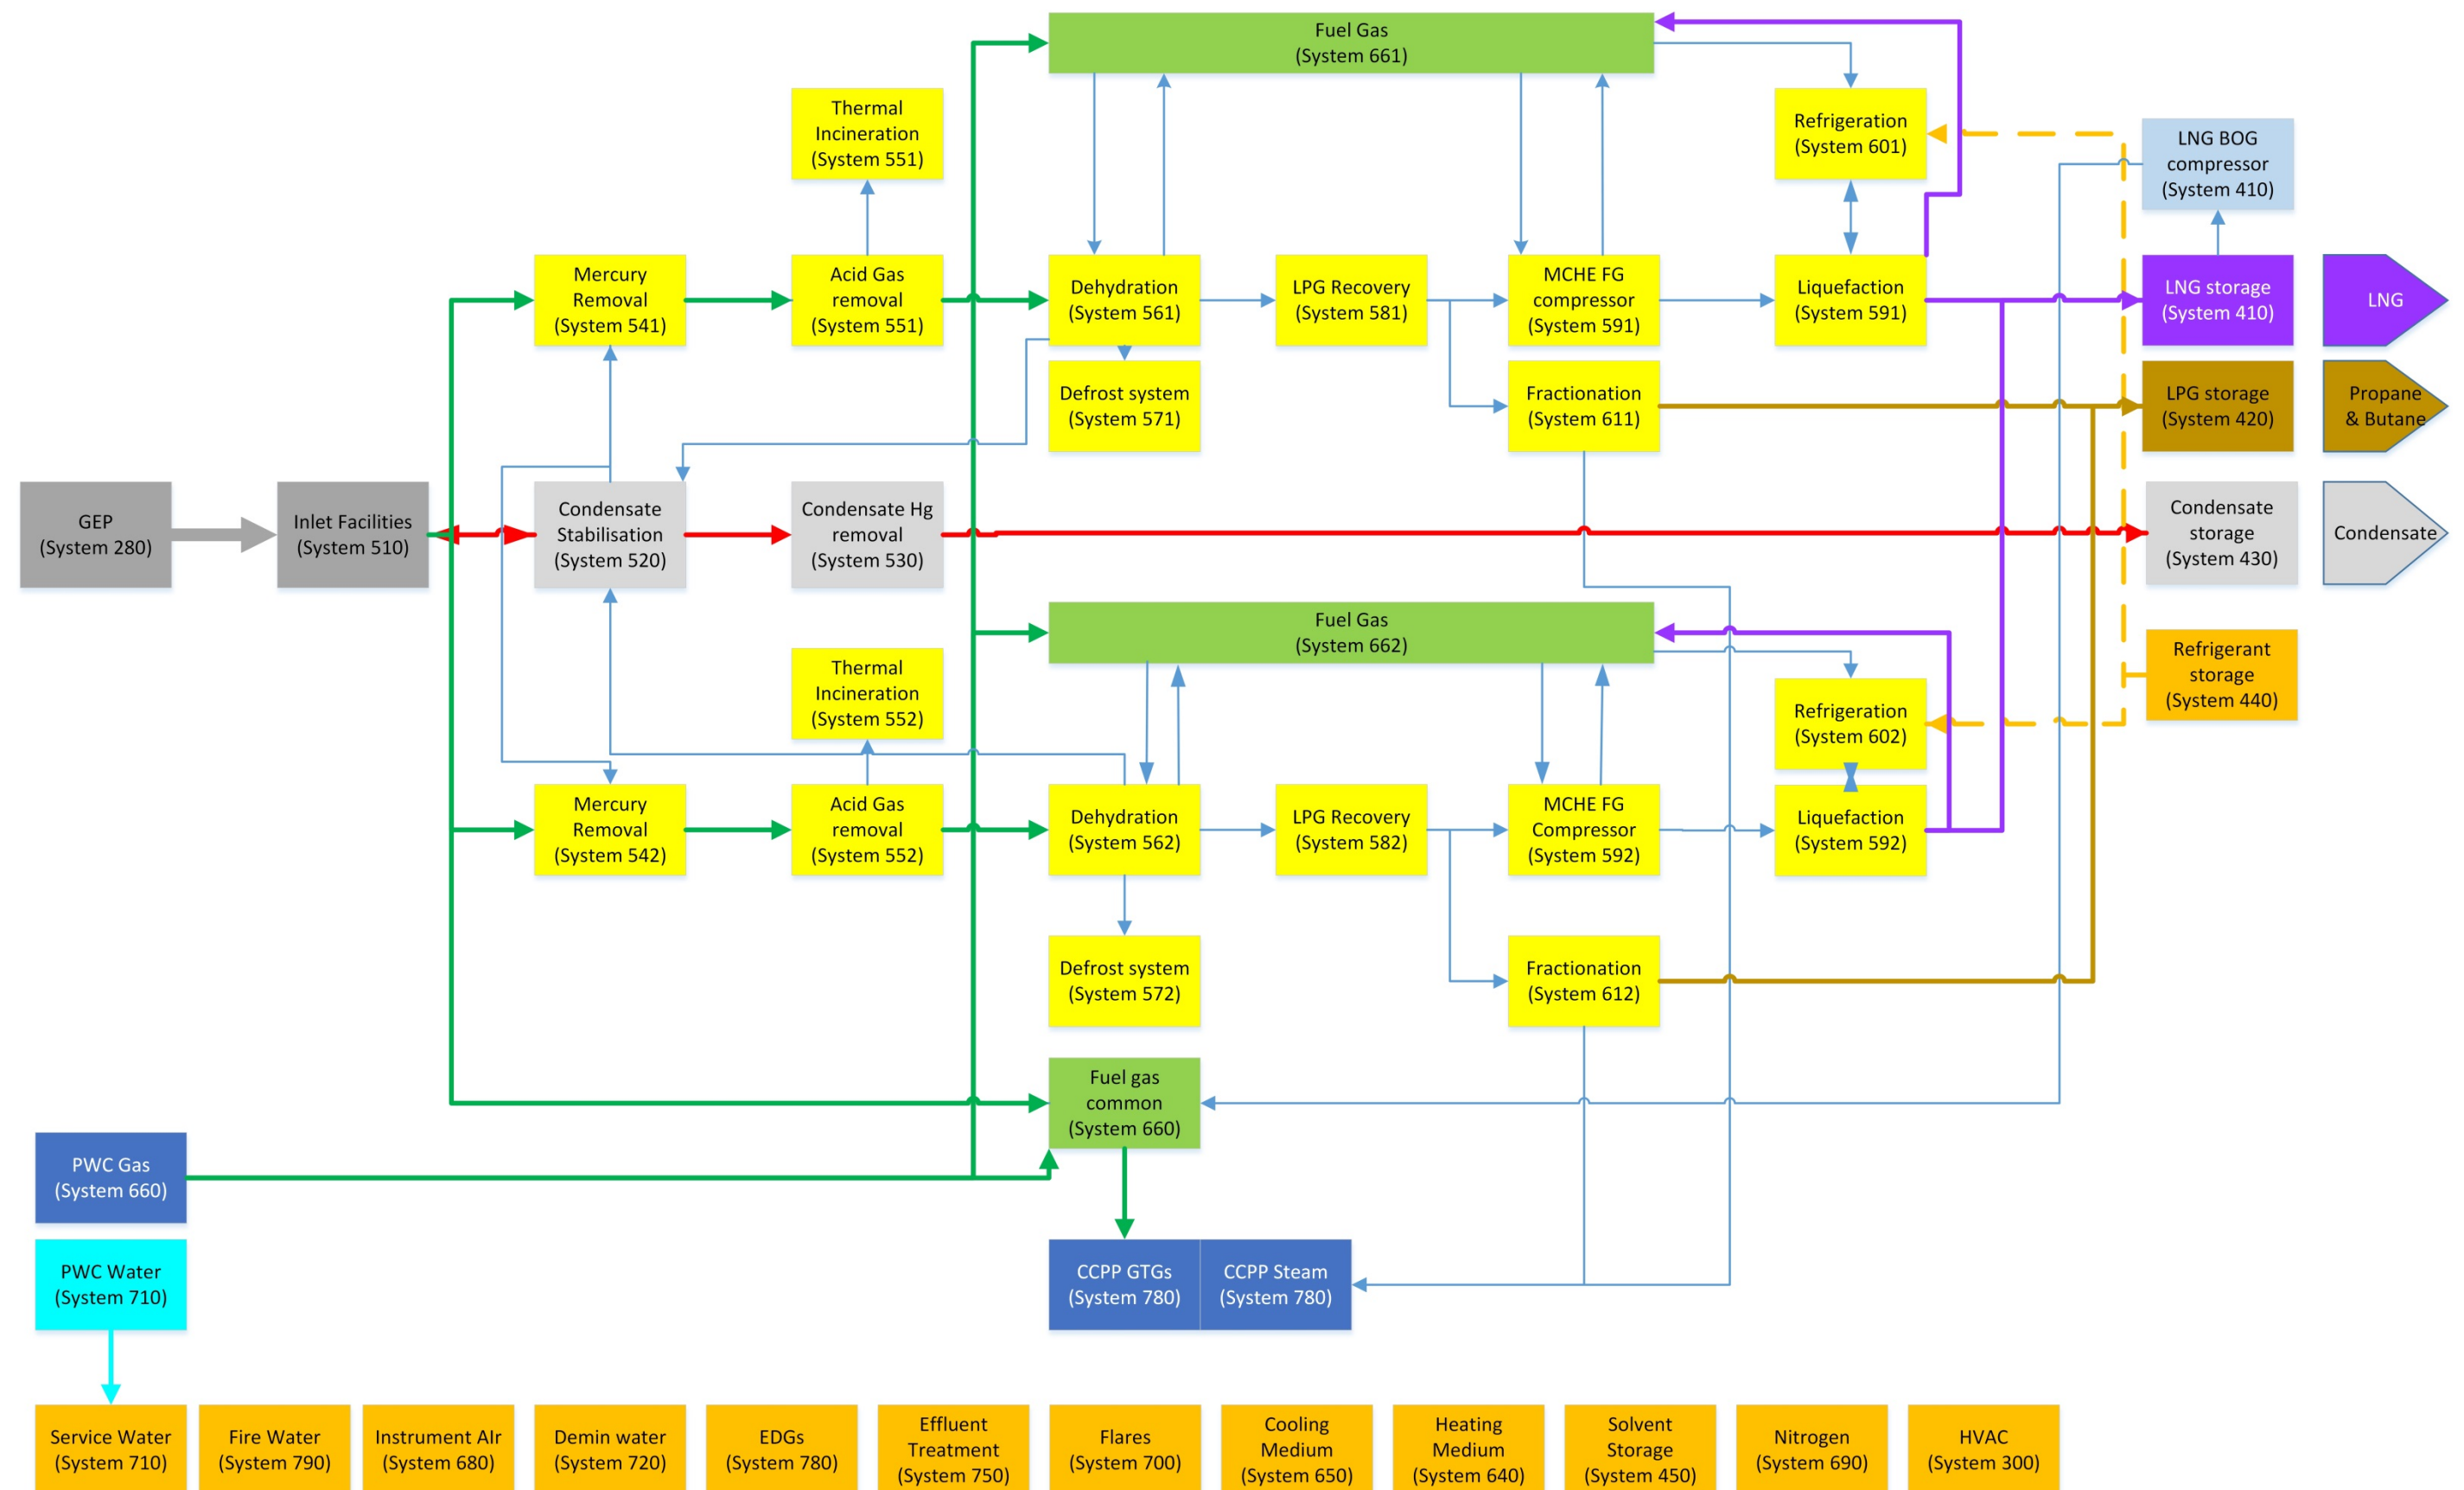 Fuel Gas
(System 661)
Thermal
Incineration
(System 551)
Refrigeration
(System 601)
LNG BOG
compressor
(System 410)
Mercury
Removal
(System 541)
Acid Gas
removal
(System 551)
Dehydration
(System 561)
LPG Recovery
(System 581)
MCHE FG
compressor
(System 591)
Liquefaction
(System 591)
LNG storage
(System 410)
LNG
Defrost system
(System 571)
Fractionation
(System 611)
LPG storage
(System 420)
Propane
& Butane
GEP
(System 280)
Inlet Facilities
(System 510)
Condensate
Stabilisation
(System 520)
Condensate Hg
removal
(System 530)
Condensate
storage
(System 430)
Condensate
Fuel Gas
(System 662)
Thermal
Incineration
(System 552)
Refrigeration
(System 602)
Refrigerant
storage
(System 440)
Mercury
Removal
(System 542)
Acid Gas
removal
(System 552)
Dehydration
(System 562)
LPG Recovery
(System 582)
MCHE FG
Compressor
(System 592)
Liquefaction
(System 592)
Defrost system
(System 572)
Fractionation
(System 612)
Fuel gas
common
(System 660)
PWC Gas
(System 660)
PWC Water
(System 710)
CCPP GTGs
(System 780)
CCPP Steam
(System 780)
Service Water
(System 710)
Fire Water
(System 790)
Instrument AIr
(System 680)
Demin water
(System 720)
EDGs
(System 780)
Effluent
Treatment
(System 750)
Flares
(System 700)
Cooling
Medium
(System 650)
Heating
Medium
(System 640)
Solvent
Storage
(System 450)
Nitrogen
(System 690)
HVAC
(System 300)